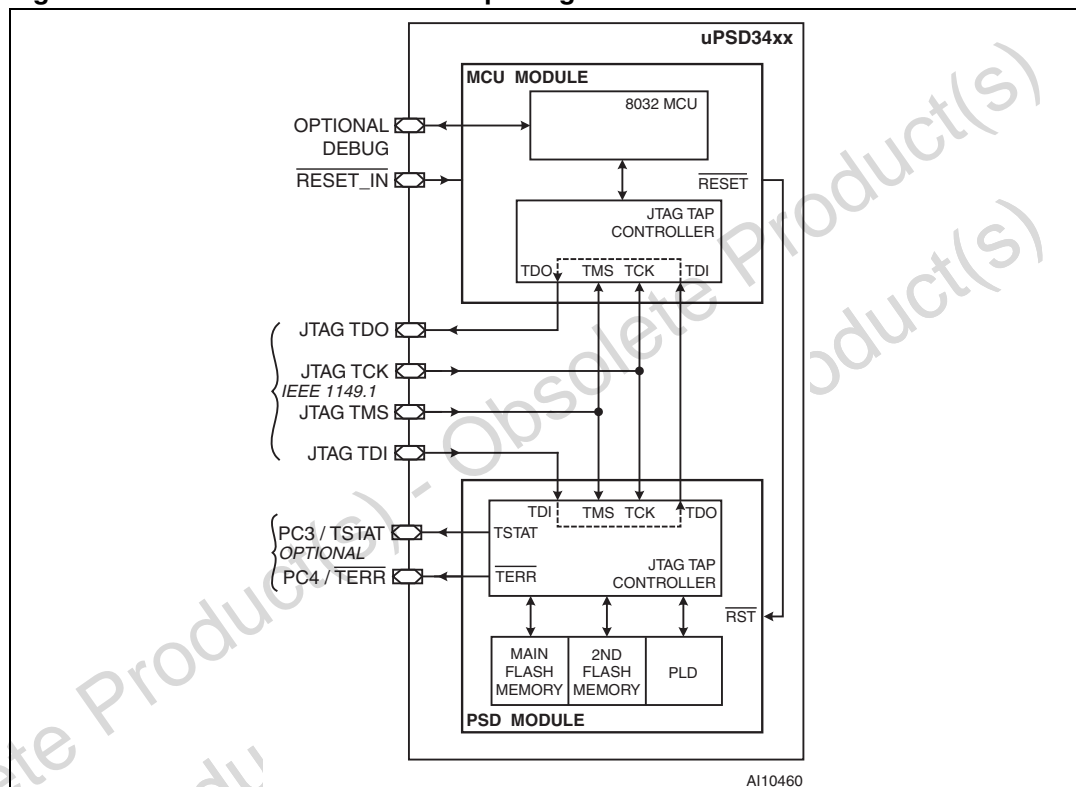 uPSD34xx
MCU MODULE
8032 MCU
OPTIONAL
DEBUG
RESET_IN
RESET
JTAG TAP
CONTROLLER
TDO TMS TCK TDI
JTAG TDO
JTAG TCK
IEEE 1149.1
JTAG TMS
JTAG TDI
TDI TMS TCK TDO
PC3 / TSTAT
TSTAT
OPTIONAL
PC4 / TERR
TERR
JTAG TAP
CONTROLLER
RST
MAIN
FLASH
MEMORY
2ND
FLASH
MEMORY
PLD
PSD MODULE
AI10460
Product(s) - Obsolete Product(s)